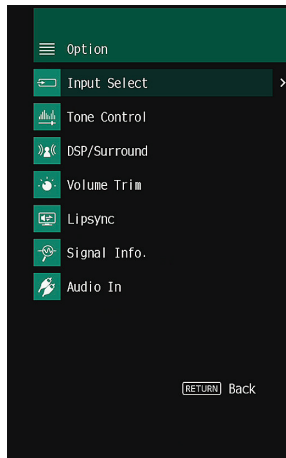 Option
Input Select
Tone Control
DSP/Surround
Volume Trim
Lipsync
Signal Info.
Audio In
RETURN Back